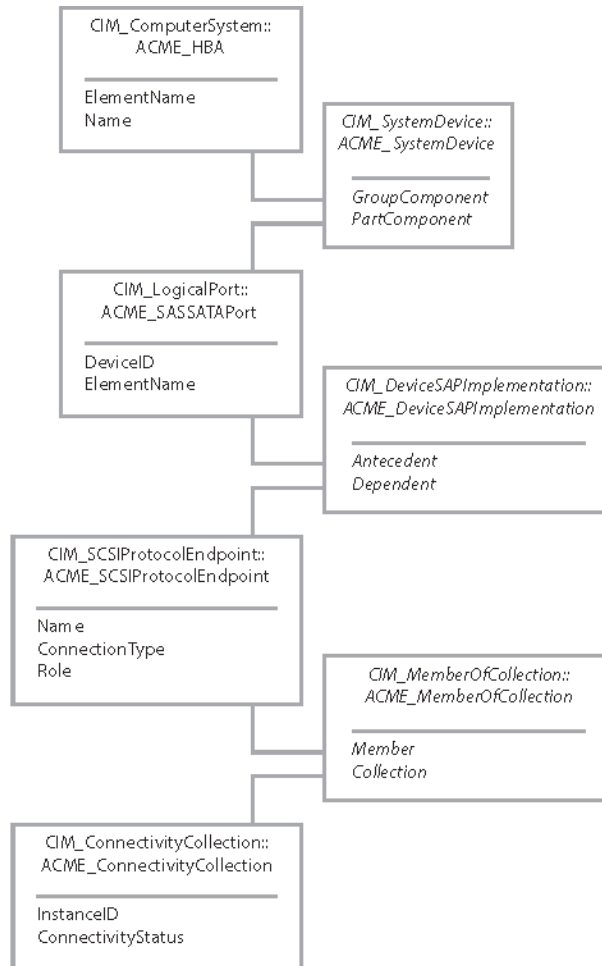 CIM_ComputerSystem::
ACME_HBA
ElementName
Name
CIM_SystemDevice::
ACME_SystemDevice
GroupComponent
PartComponent
CIM_LogicalPort::
ACME_SASSATAPort
DeviceID
ElementName
CIM_DeviceSAPImplementation::
ACME_DeviceSAPImplementation
Antecedent
Dependent
CIM_SCSIProtocolEndpoint::
ACME_SCSIProtocolEndpoint
Name
ConnectionType
Role
CIM_MemberOfCollection::
ACME_MemberOfCollection
Member
Collection
CIM_ConnectivityCollection::
ACME_ConnectivityCollection
InstanceID
ConnectivityStatus